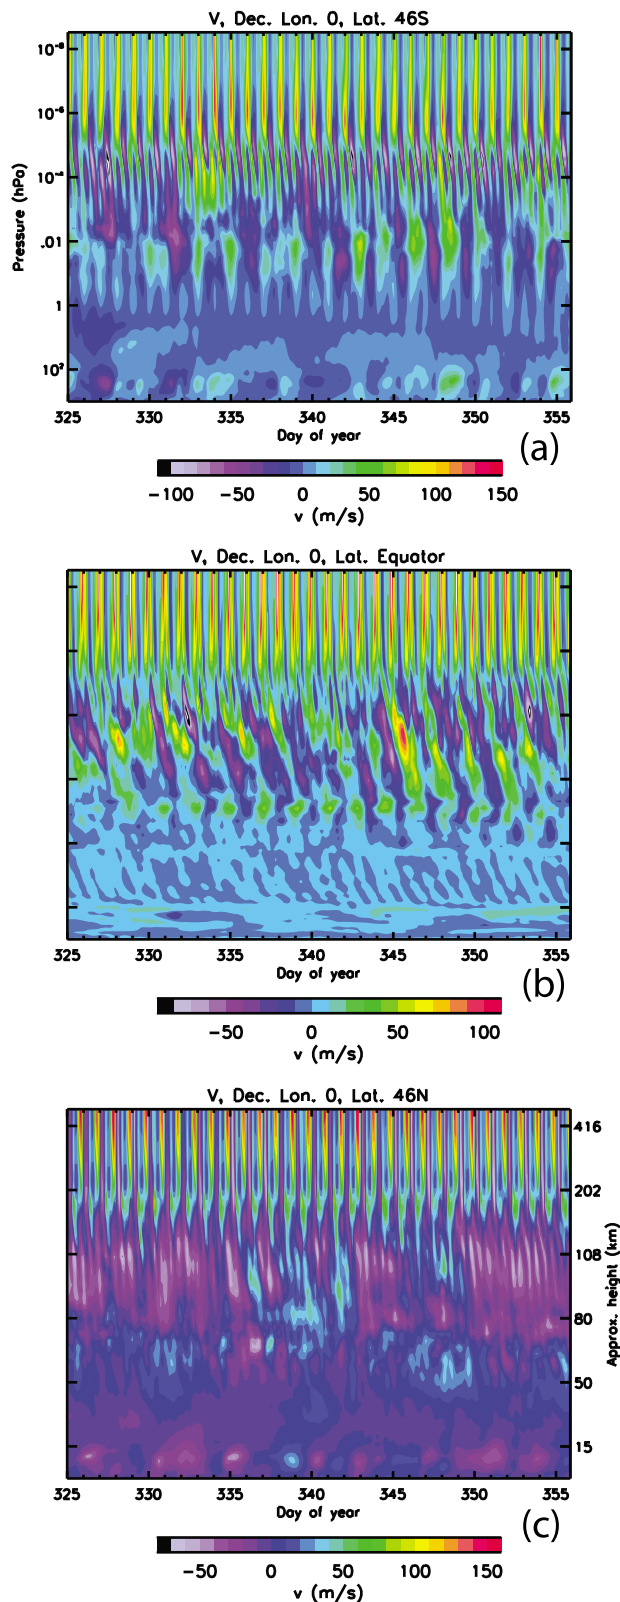 V, Dec. Lon. 0, Lat. 46S
10⁻⁸
10⁻⁶
10⁻⁴
.01
1
10²
Pressure (hPa)
325 330 335 340 345 350 355
Day of year
(a)
−100 −50 0 50 100 150
v (m/s)
V, Dec. Lon. 0, Lat. Equator
325 330 335 340 345 350 355
Day of year
(b)
−50 0 50 100
v (m/s)
V, Dec. Lon. 0, Lat. 46N
416
202
108
80
50
15
Approx. height (km)
325 330 335 340 345 350 355
Day of year
(c)
−50 0 50 100 150
v (m/s)